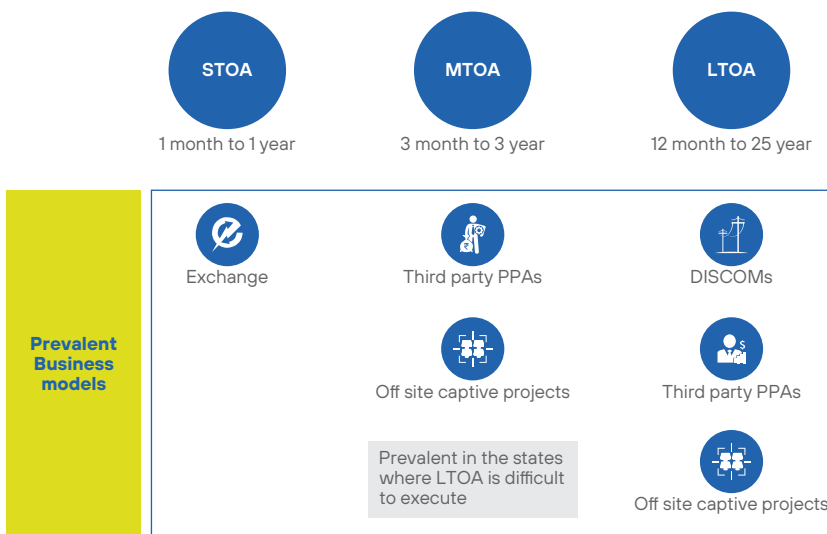 STOA
MTOA
LTOA
1 month to 1 year
3 month to 3 year
12 month to 25 year
Prevalent
Business
models
Exchange
Third party PPAs
DISCOMs
Off site captive projects
Third party PPAs
Prevalent in the states
where LTOA is difficult
to execute
Off site captive projects